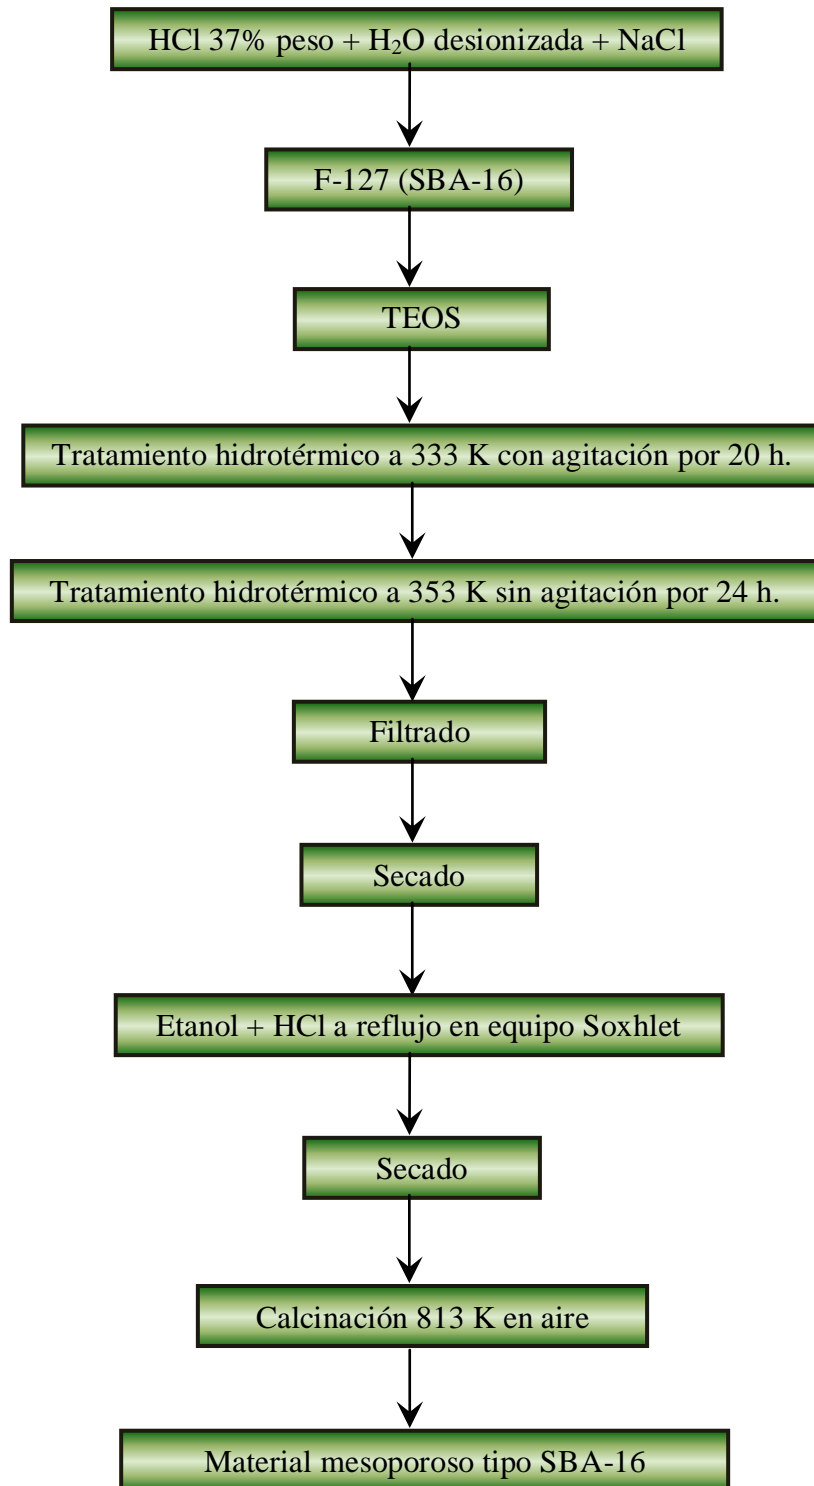 HCl 37% peso + H₂O desionizada + NaCl
F-127 (SBA-16)
TEOS
Tratamiento hidrotérmico a 333 K con agitación por 20 h.
Tratamiento hidrotérmico a 353 K sin agitación por 24 h.
Filtrado
Secado
Etanol + HCl a reflujo en equipo Soxhlet
Secado
Calcinación 813 K en aire
Material mesoporoso tipo SBA-16